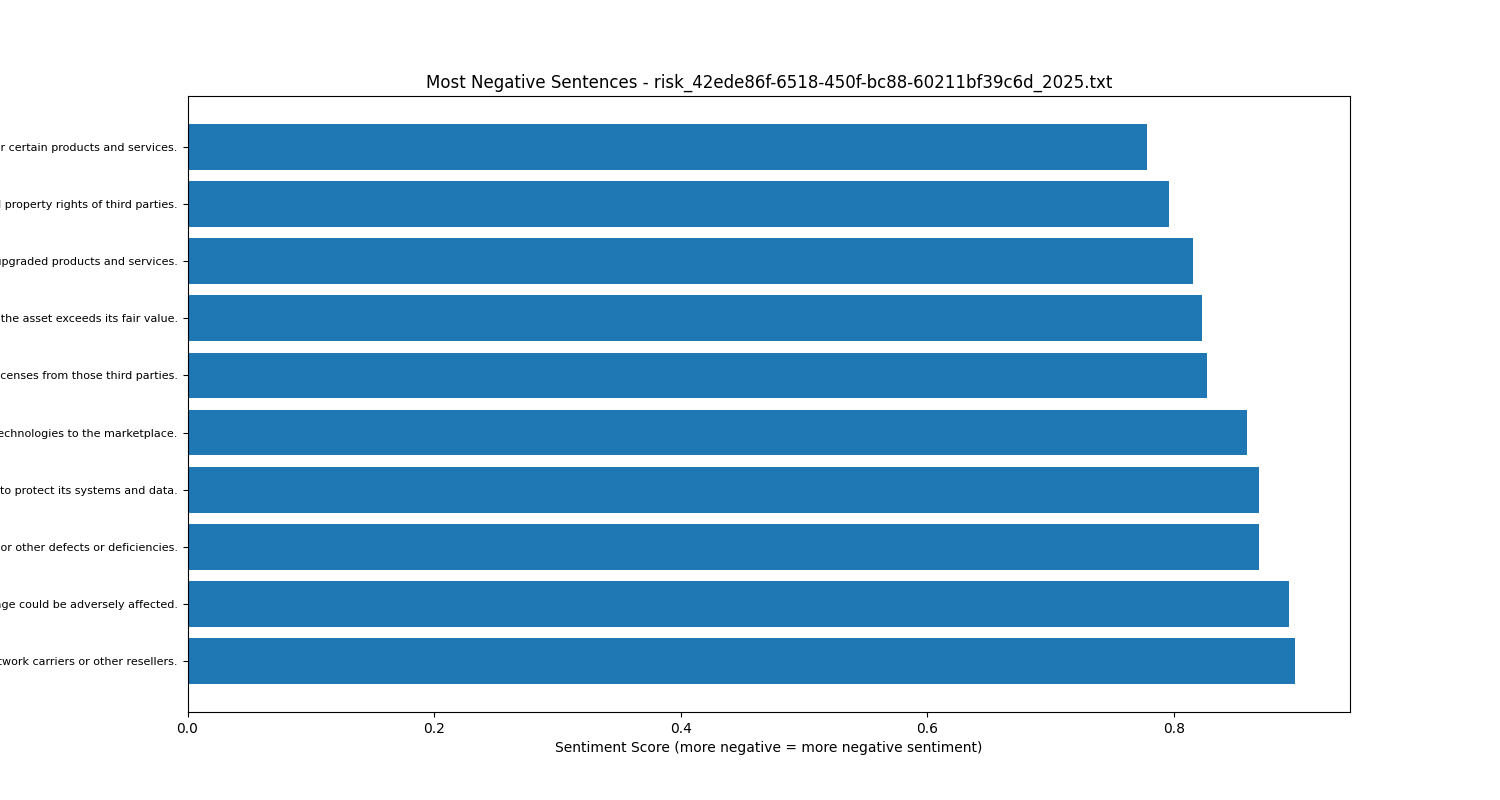 Most Negative Sentences - risk_42ede86f-6518-450f-bc88-60211bf39c6d_2025.txt
r certain products and services.
property rights of third parties.
upgraded products and services.
the asset exceeds its fair value.
censes from those third parties.
echnologies to the marketplace.
to protect its systems and data.
or other defects or deficiencies.
ge could be adversely affected.
twork carriers or other resellers.
0.0 0.2 0.4 0.6 0.8
Sentiment Score (more negative = more negative sentiment)